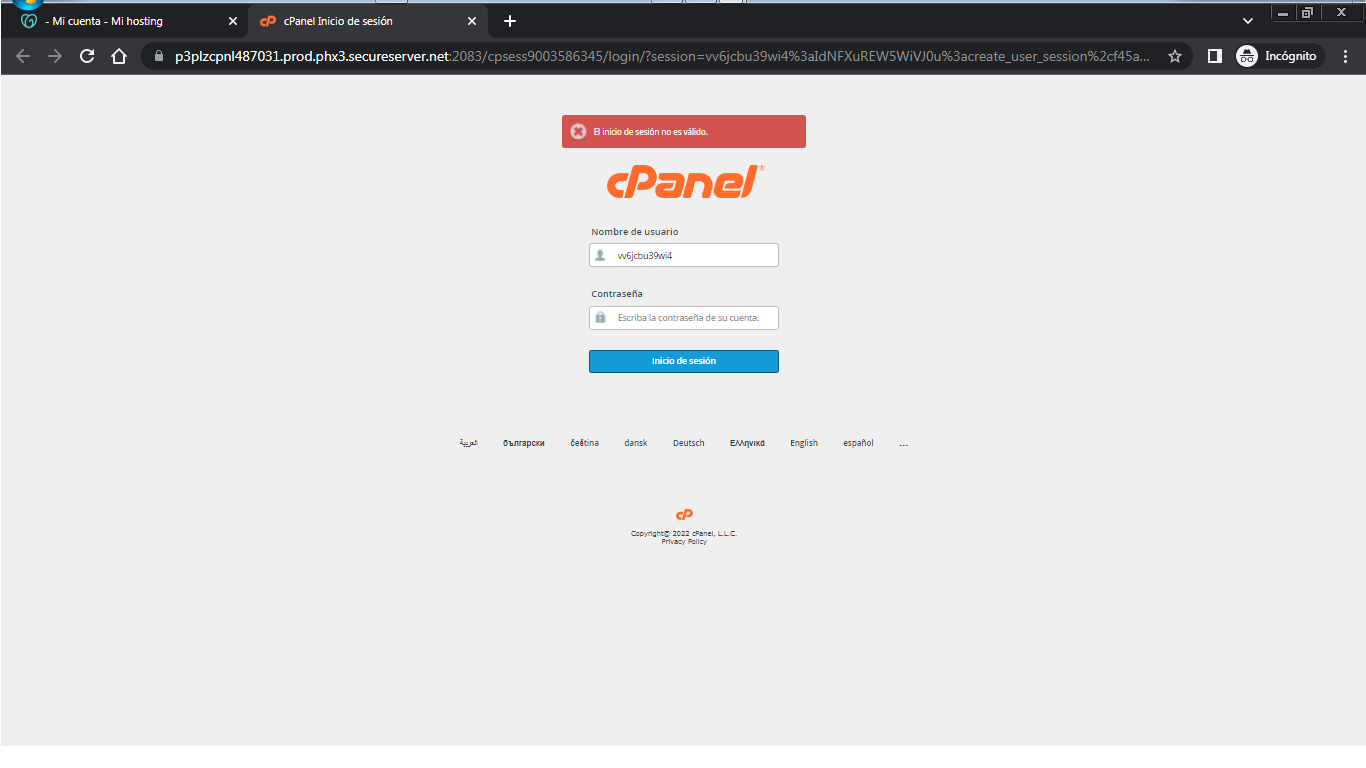 - Mi cuenta - Mi hosting
cPanel Inicio de sesión
p3plzcpnl487031.prod.phx3.secureserver.net:2083/cpsess9003586345/login/?session=vv6jcbu39wi4%3aIdNFXuREW5WiVJ0u%3acreate_user_session%2cf45a...
Incógnito
El inicio de sesión no es válido.
cPanel®
Nombre de usuario
vv6jcbu39wi4
Contraseña
Escriba la contraseña de su cuenta.
Inicio de sesión
العربية български čeština dansk Deutsch Ελληνικά English español ...
cP
Copyright© 2022 cPanel, L.L.C.
Privacy Policy